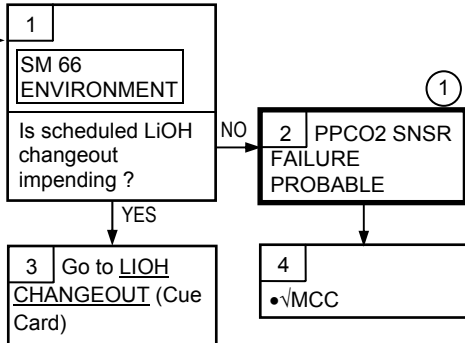 1
SM 66
ENVIRONMENT
Is scheduled LiOH
changeout
impending ?
NO
YES
1
2 PPCO2 SNSR
FAILURE
PROBABLE
3 Go to LIOH
CHANGEOUT (Cue
Card)
4
•√MCC